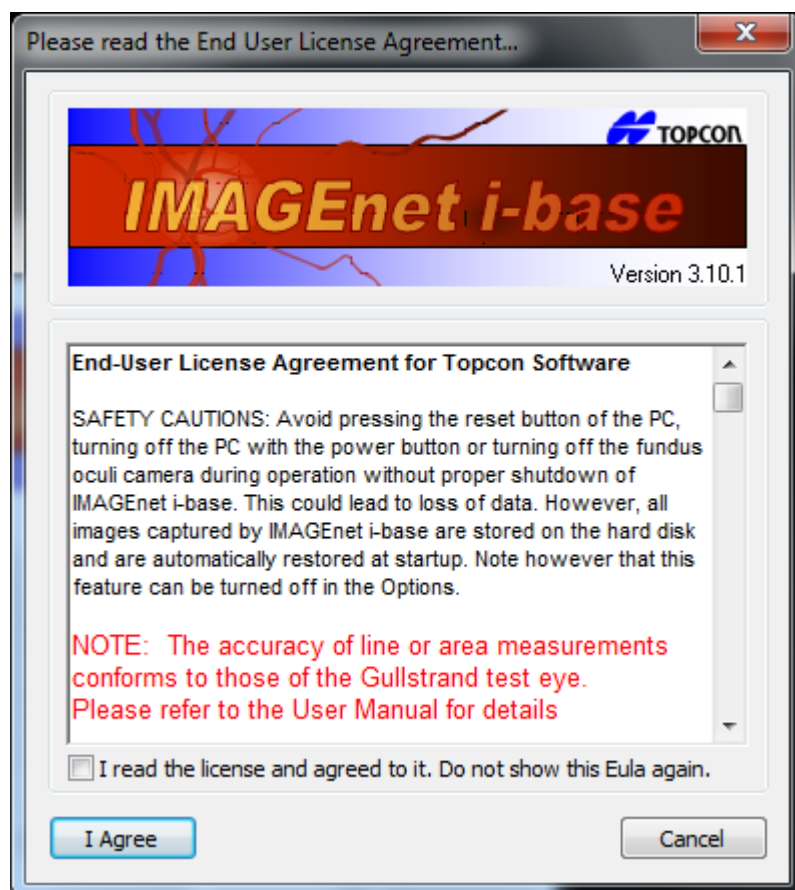 Please read the End User License Agreement...
TOPCON
IMAGEnet i-base
Version 3.10.1
End-User License Agreement for Topcon Software
SAFETY CAUTIONS: Avoid pressing the reset button of the PC,
turning off the PC with the power button or turning off the fundus
oculi camera during operation without proper shutdown of
IMAGEnet i-base. This could lead to loss of data. However, all
images captured by IMAGEnet i-base are stored on the hard disk
and are automatically restored at startup. Note however that this
feature can be turned off in the Options.
NOTE: The accuracy of line or area measurements
conforms to those of the Gullstrand test eye.
Please refer to the User Manual for details
I read the license and agreed to it. Do not show this Eula again.
I Agree
Cancel